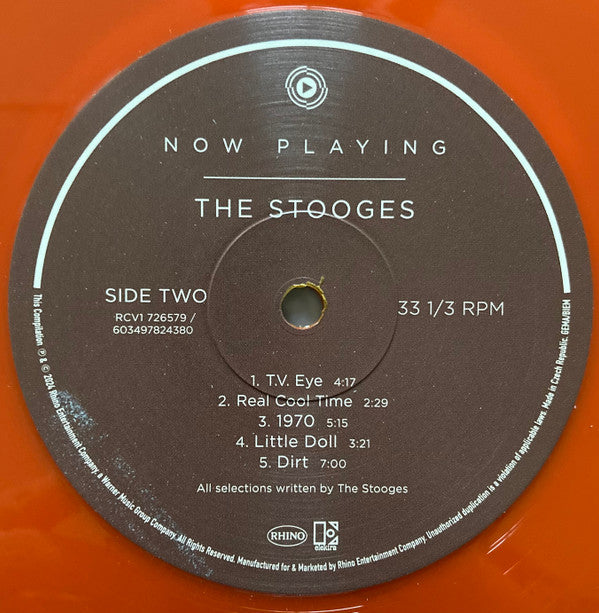 NOW PLAYING
THE STOOGES
SIDE TWO
RCV1 726579 /
603497824380
33 1/3 RPM
1. T.V. Eye 4:17
2. Real Cool Time 2:29
3. 1970 5:15
4. Little Doll 3:21
5. Dirt 7:00
All selections written by The Stooges
RHINO
elektra
This Compilation ℗ & © 2024 Rhino Entertainment Company, A Warner Music Group Company. All Rights Reserved. Manufactured for & Marketed by Rhino Entertainment Company. Unauthorized duplication is a violation of applicable laws. Made in Czech Republic. GEMA/BIEM